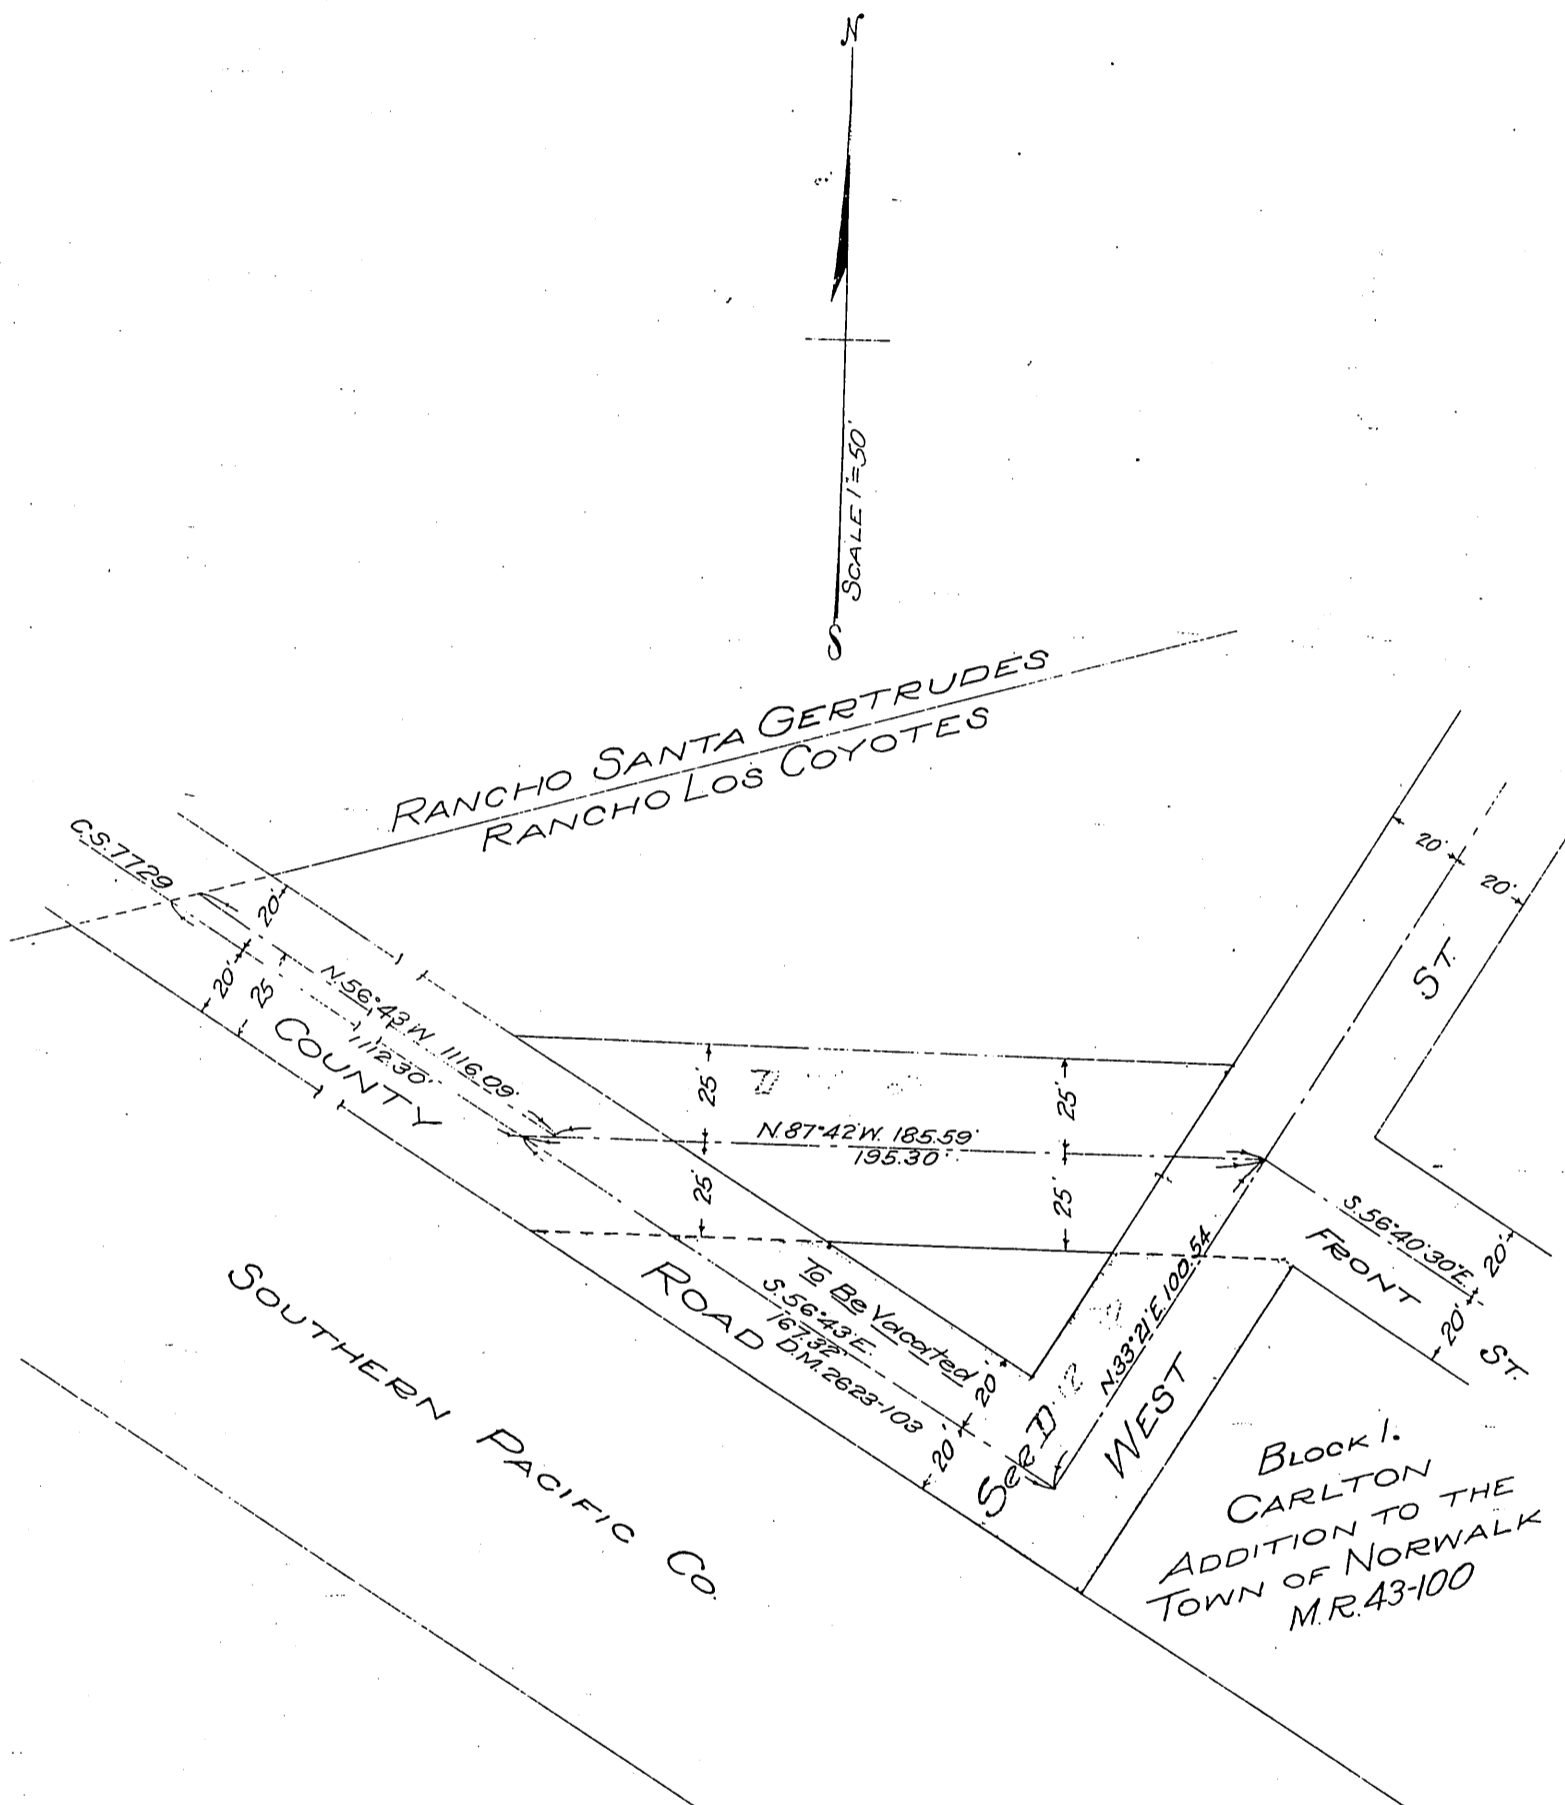 N
SCALE 1"=50'
S
RANCHO SANTA GERTRUDES
RANCHO LOS COYOTES
C.S. 7729
20'
20'
25'
N.56°43'W. 1116.09'
1112.30'
COUNTY
ROAD
25'
25'
25'
25'
N.87°42'W. 185.59'
195.30'
20'
20'
ST.
S.56°40'30"E.
FRONT
ST.
20'
20'
To Be Vacated
S.56°43'E.
167.32'
D.M. 2623-103
20'
20'
N.33°21'E. 100.54
See D
WEST
SOUTHERN PACIFIC CO.
BLOCK 1.
CARLTON
ADDITION TO THE
TOWN OF NORWALK
M.R. 43-100